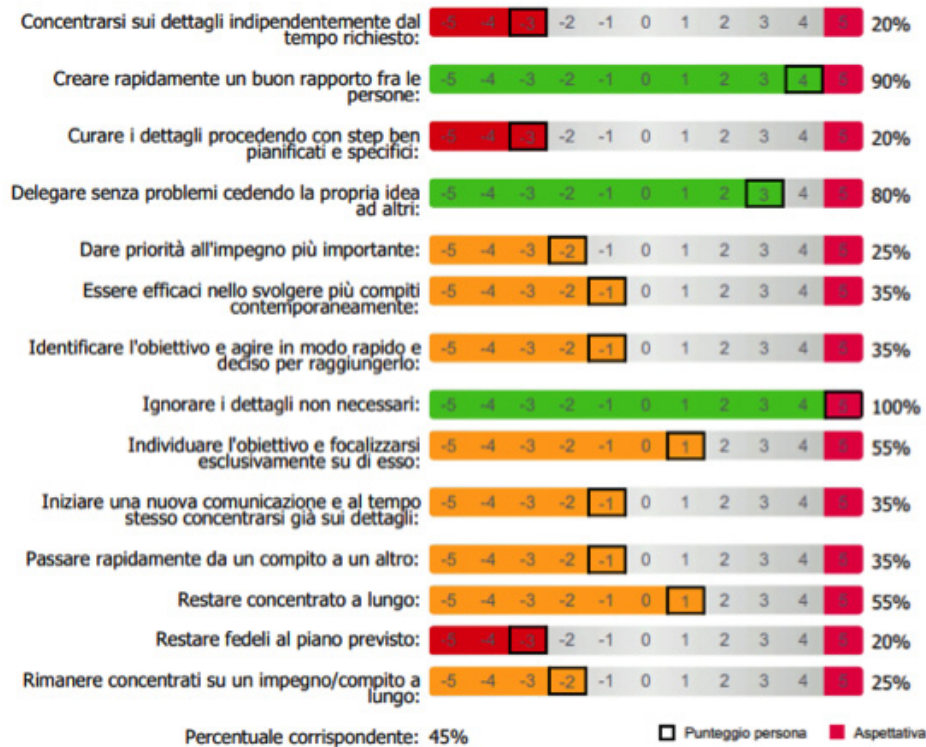 Concentrarsi sui dettagli indipendentemente dal
tempo richiesto:
-5 -4 -3 -2 -1 0 1 2 3 4 5 20%
Creare rapidamente un buon rapporto fra le
persone:
-5 -4 -3 -2 -1 0 1 2 3 4 5 90%
Curare i dettagli procedendo con step ben
pianificati e specifici:
-5 -4 -3 -2 -1 0 1 2 3 4 5 20%
Delegare senza problemi cedendo la propria idea
ad altri:
-5 -4 -3 -2 -1 0 1 2 3 4 5 80%
Dare priorità all'impegno più importante:
-5 -4 -3 -2 -1 0 1 2 3 4 5 25%
Essere efficaci nello svolgere più compiti
contemporaneamente:
-5 -4 -3 -2 -1 0 1 2 3 4 5 35%
Identificare l'obiettivo e agire in modo rapido e
deciso per raggiungerlo:
-5 -4 -3 -2 -1 0 1 2 3 4 5 35%
Ignorare i dettagli non necessari:
-5 -4 -3 -2 -1 0 1 2 3 4 5 100%
Individuare l'obiettivo e focalizzarsi
esclusivamente su di esso:
-5 -4 -3 -2 -1 0 1 2 3 4 5 55%
Iniziare una nuova comunicazione e al tempo
stesso concentrarsi già sui dettagli:
-5 -4 -3 -2 -1 0 1 2 3 4 5 35%
Passare rapidamente da un compito a un altro:
-5 -4 -3 -2 -1 0 1 2 3 4 5 35%
Restare concentrato a lungo:
-5 -4 -3 -2 -1 0 1 2 3 4 5 55%
Restare fedeli al piano previsto:
-5 -4 -3 -2 -1 0 1 2 3 4 5 20%
Rimanere concentrati su un impegno/compito a
lungo:
-5 -4 -3 -2 -1 0 1 2 3 4 5 25%
Percentuale corrispondente: 45%
Punteggio persona Aspettativa